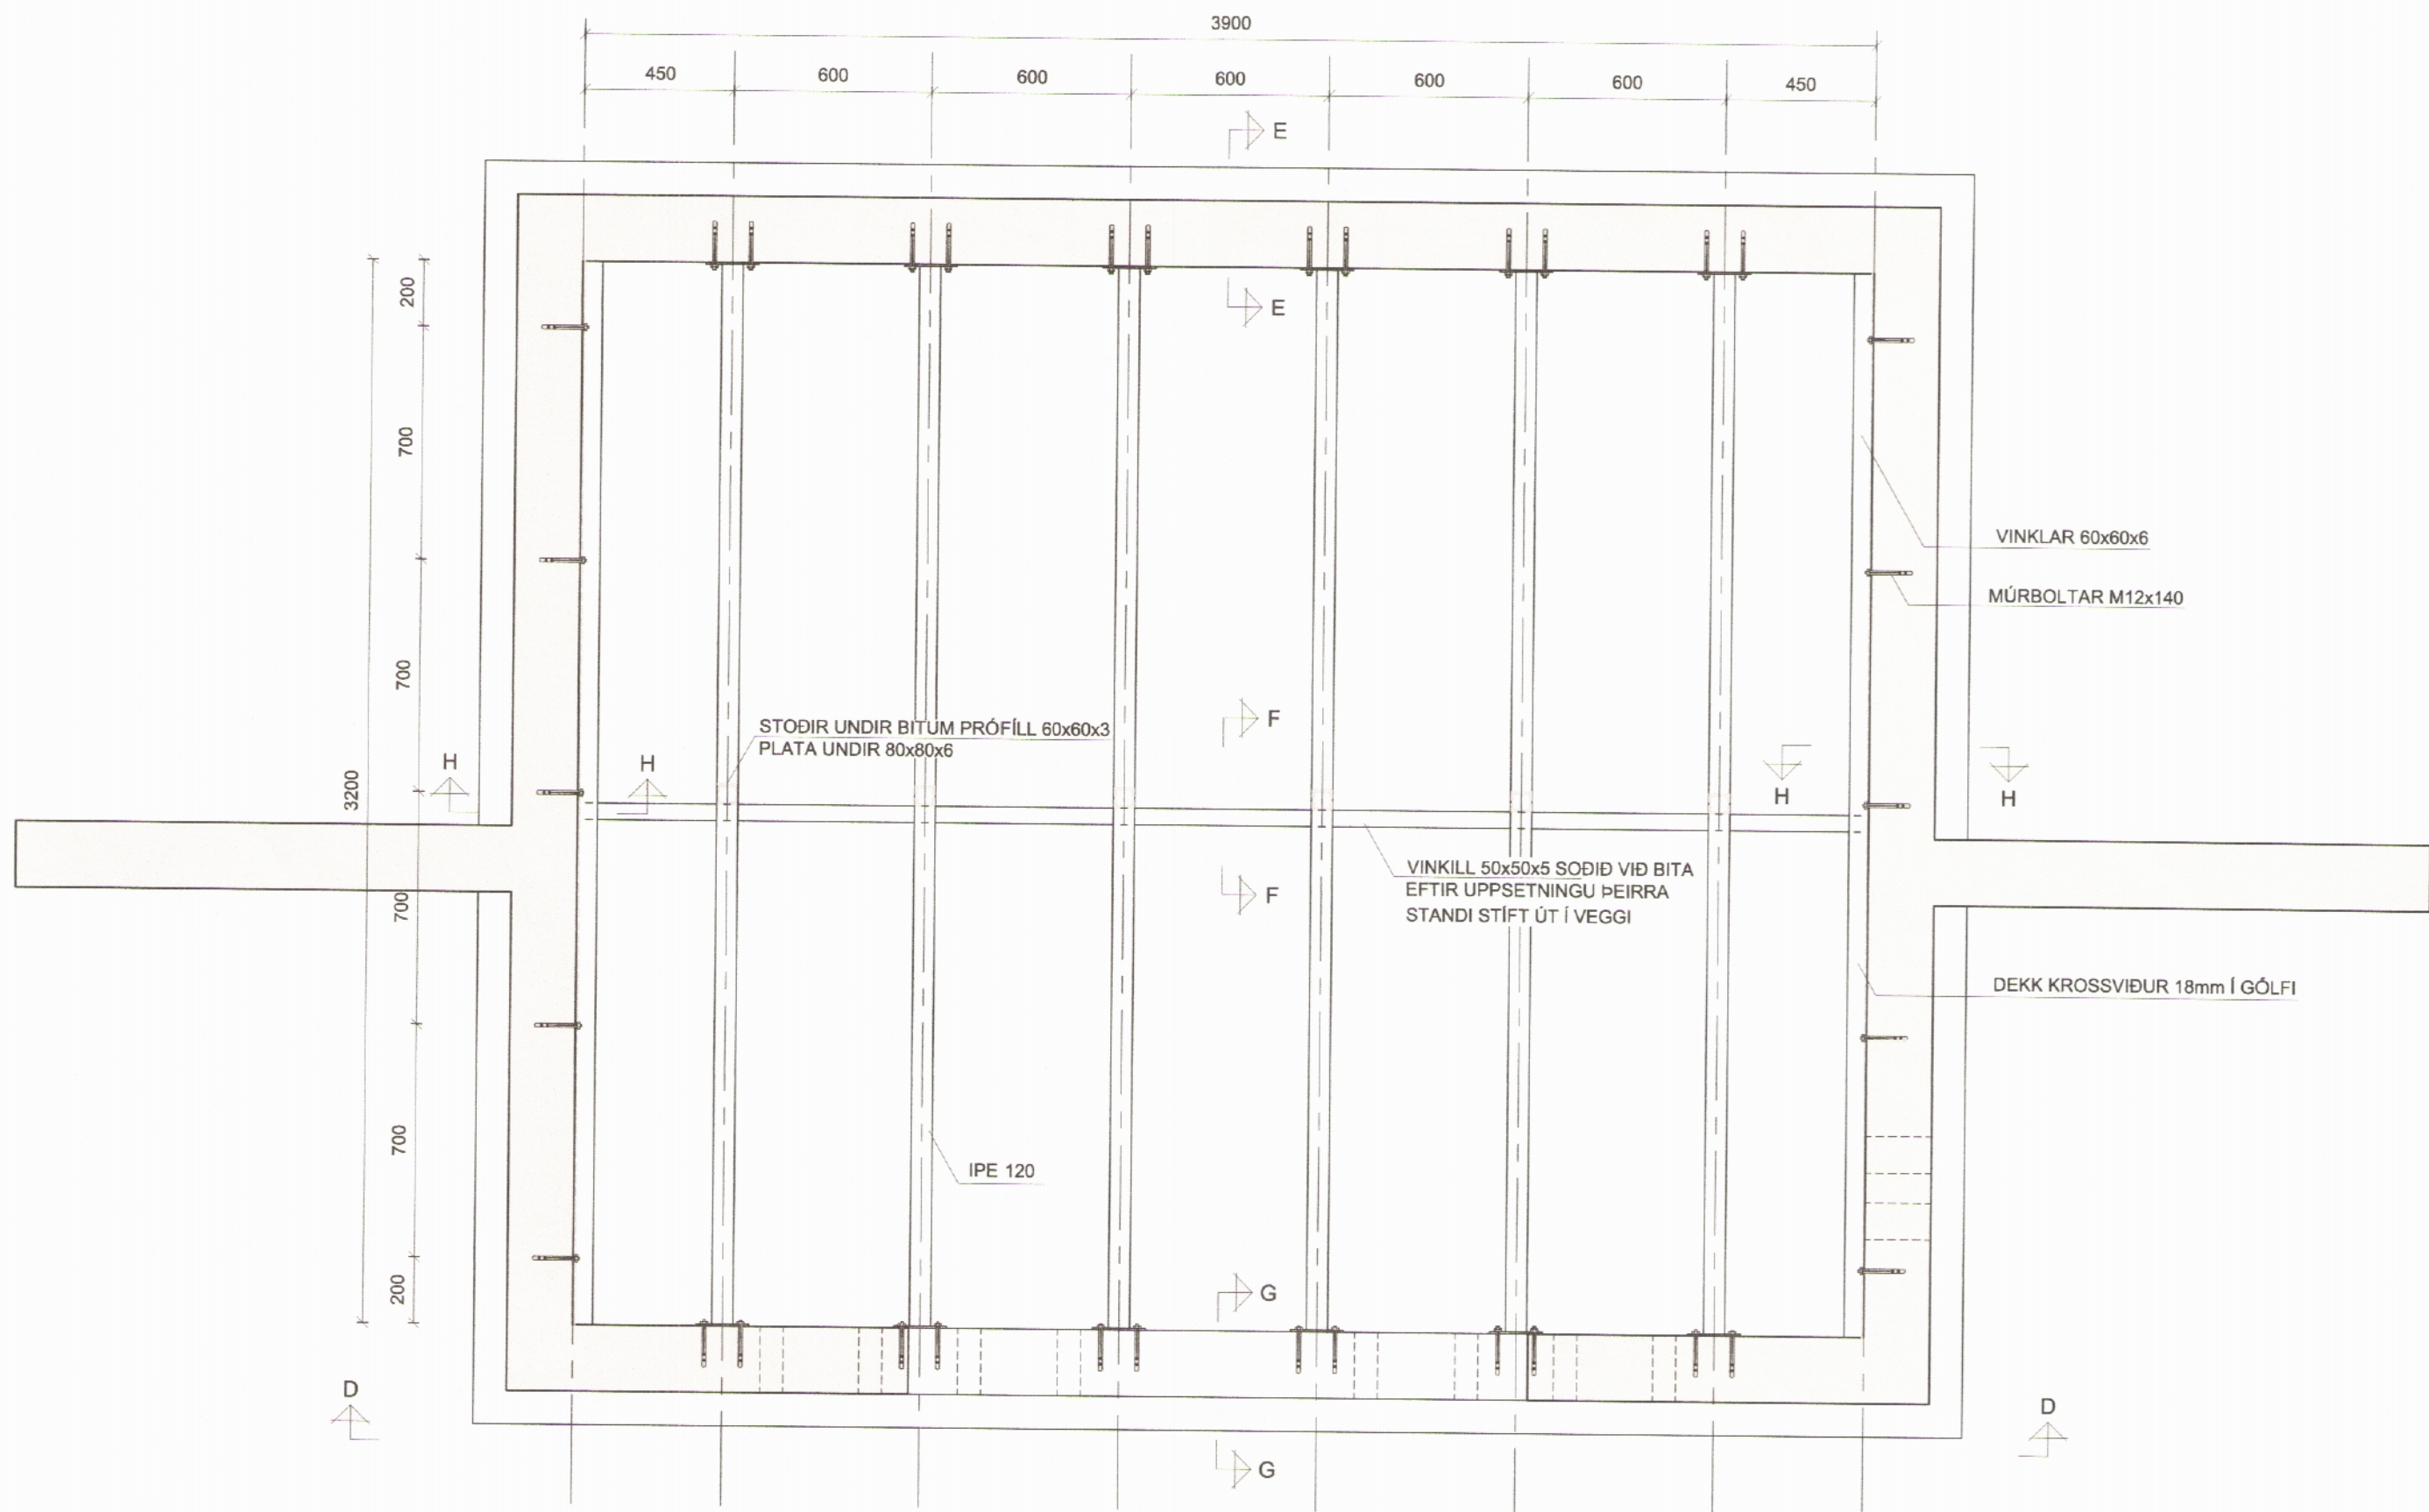 3900
450 600 600 600 600 600 450
E
E
200
700
700
3200
700
700
200
VINKLAR 60x60x6
MÚRBOLTAR M12x140
STOÐIR UNDIR BITUM PRÓFÍLL 60x60x3
PLATA UNDIR 80x80x6
F
H H H H
VINKILL 50x50x5 SOÐIÐ VIÐ BITA
EFTIR UPPSETNINGU ÞEIRRA
STANDI STÍFT ÚT Í VEGGI
F
DEKK KROSSVIÐUR 18mm Í GÓLFI
IPE 120
G
D D
G